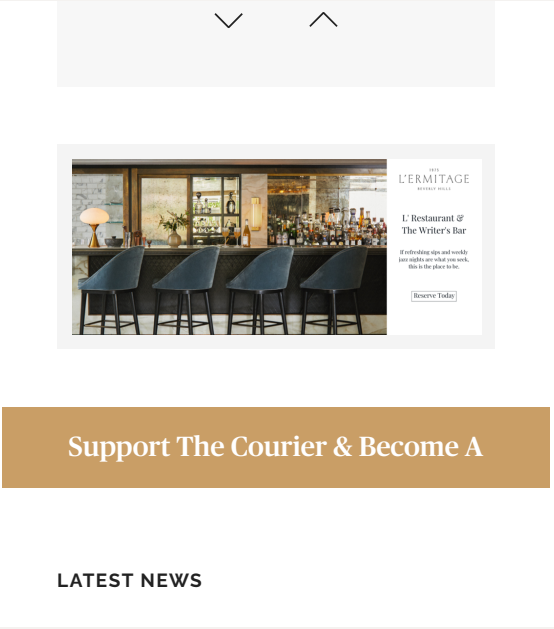 1975
L'ERMITAGE
BEVERLY HILLS
L' Restaurant &
The Writer's Bar
If refreshing sips and weekly
jazz nights are what you seek,
this is the place to be.
Reserve Today
Support The Courier & Become A
LATEST NEWS